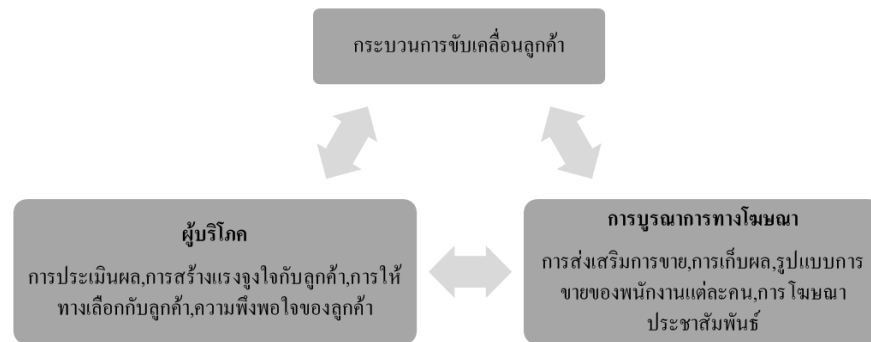 กระบวนการขับเคลื่อนลูกค้า
ผู้บริโภค
การประเมินผล,การสร้างแรงจูงใจกับลูกค้า,การให้
ทางเลือกกับลูกค้า,ความพึงพอใจของลูกค้า
การบูรณาการทางโฆษณา
การส่งเสริมการขาย,การเก็บผล,รูปแบบการ
ขายของพนักงานแต่ละคน,การโฆษณา
ประชาสัมพันธ์